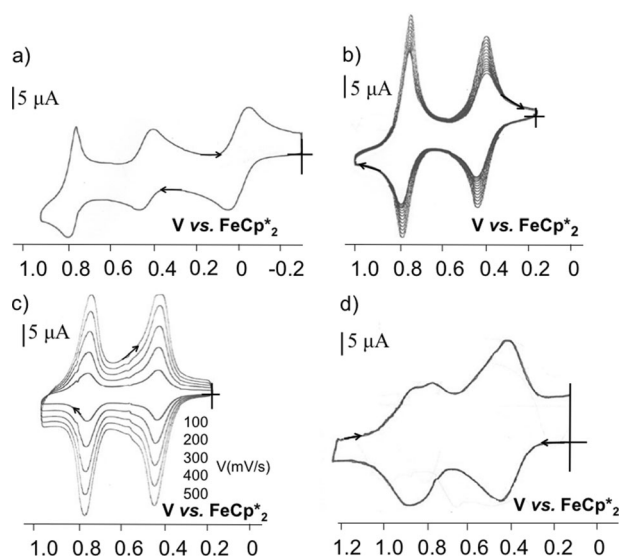 a)
5 μA
V vs. FeCp*2
1.0 0.8 0.6 0.4 0.2 0 -0.2
b)
5 μA
V vs. FeCp*2
1.0 0.8 0.6 0.4 0.2 0
c)
5 μA
100
200
300
V(mV/s)
400
500
V vs. FeCp*2
1.0 0.8 0.6 0.4 0.2 0
d)
5 μA
V vs. FeCp*2
1.2 1.0 0.8 0.6 0.4 0.2 0